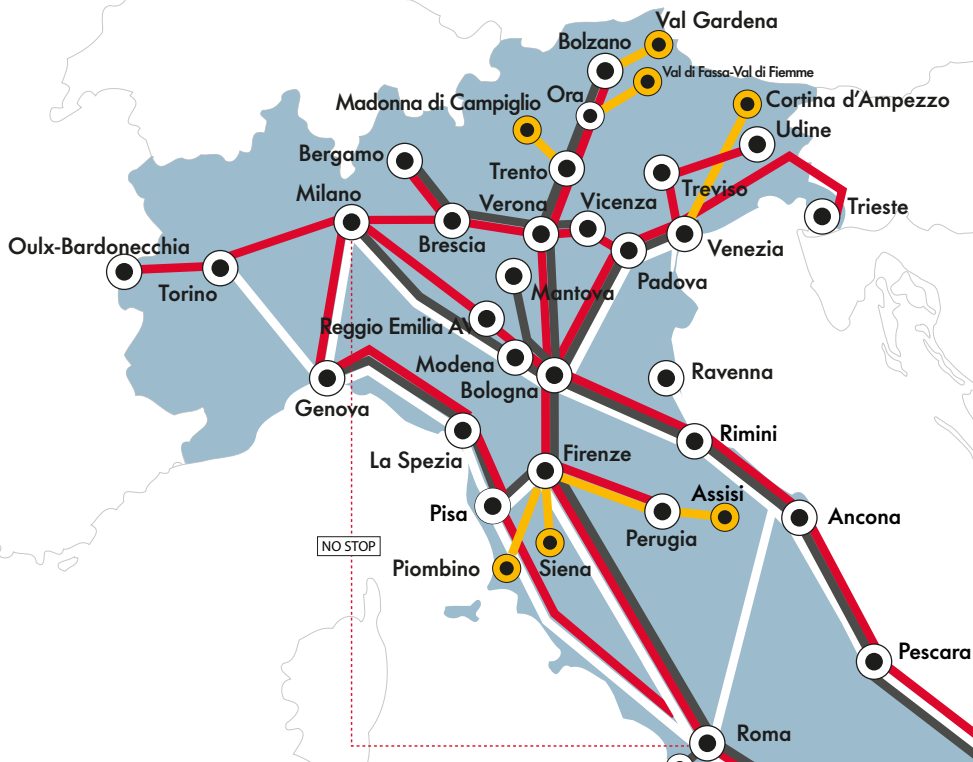 Val Gardena
Bolzano
Val di Fassa-Val di Fiemme
Ora
Madonna di Campiglio
Cortina d'Ampezzo
Udine
Bergamo
Trento
Treviso
Milano
Verona
Vicenza
Trieste
Brescia
Venezia
Oulx-Bardonecchia
Padova
Torino
Mantova
Reggio Emilia AV
Modena
Ravenna
Bologna
Genova
Rimini
Firenze
La Spezia
Assisi
Pisa
Ancona
Perugia
NO STOP
Piombino
Siena
Pescara
Roma